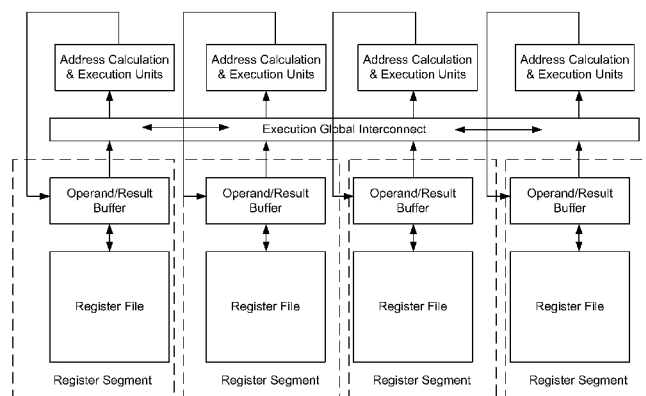 Address Calculation
& Execution Units
Address Calculation
& Execution Units
Address Calculation
& Execution Units
Address Calculation
& Execution Units
Execution Global Interconnect
Operand/Result
Buffer
Operand/Result
Buffer
Operand/Result
Buffer
Operand/Result
Buffer
Register File
Register File
Register File
Register File
Register Segment
Register Segment
Register Segment
Register Segment